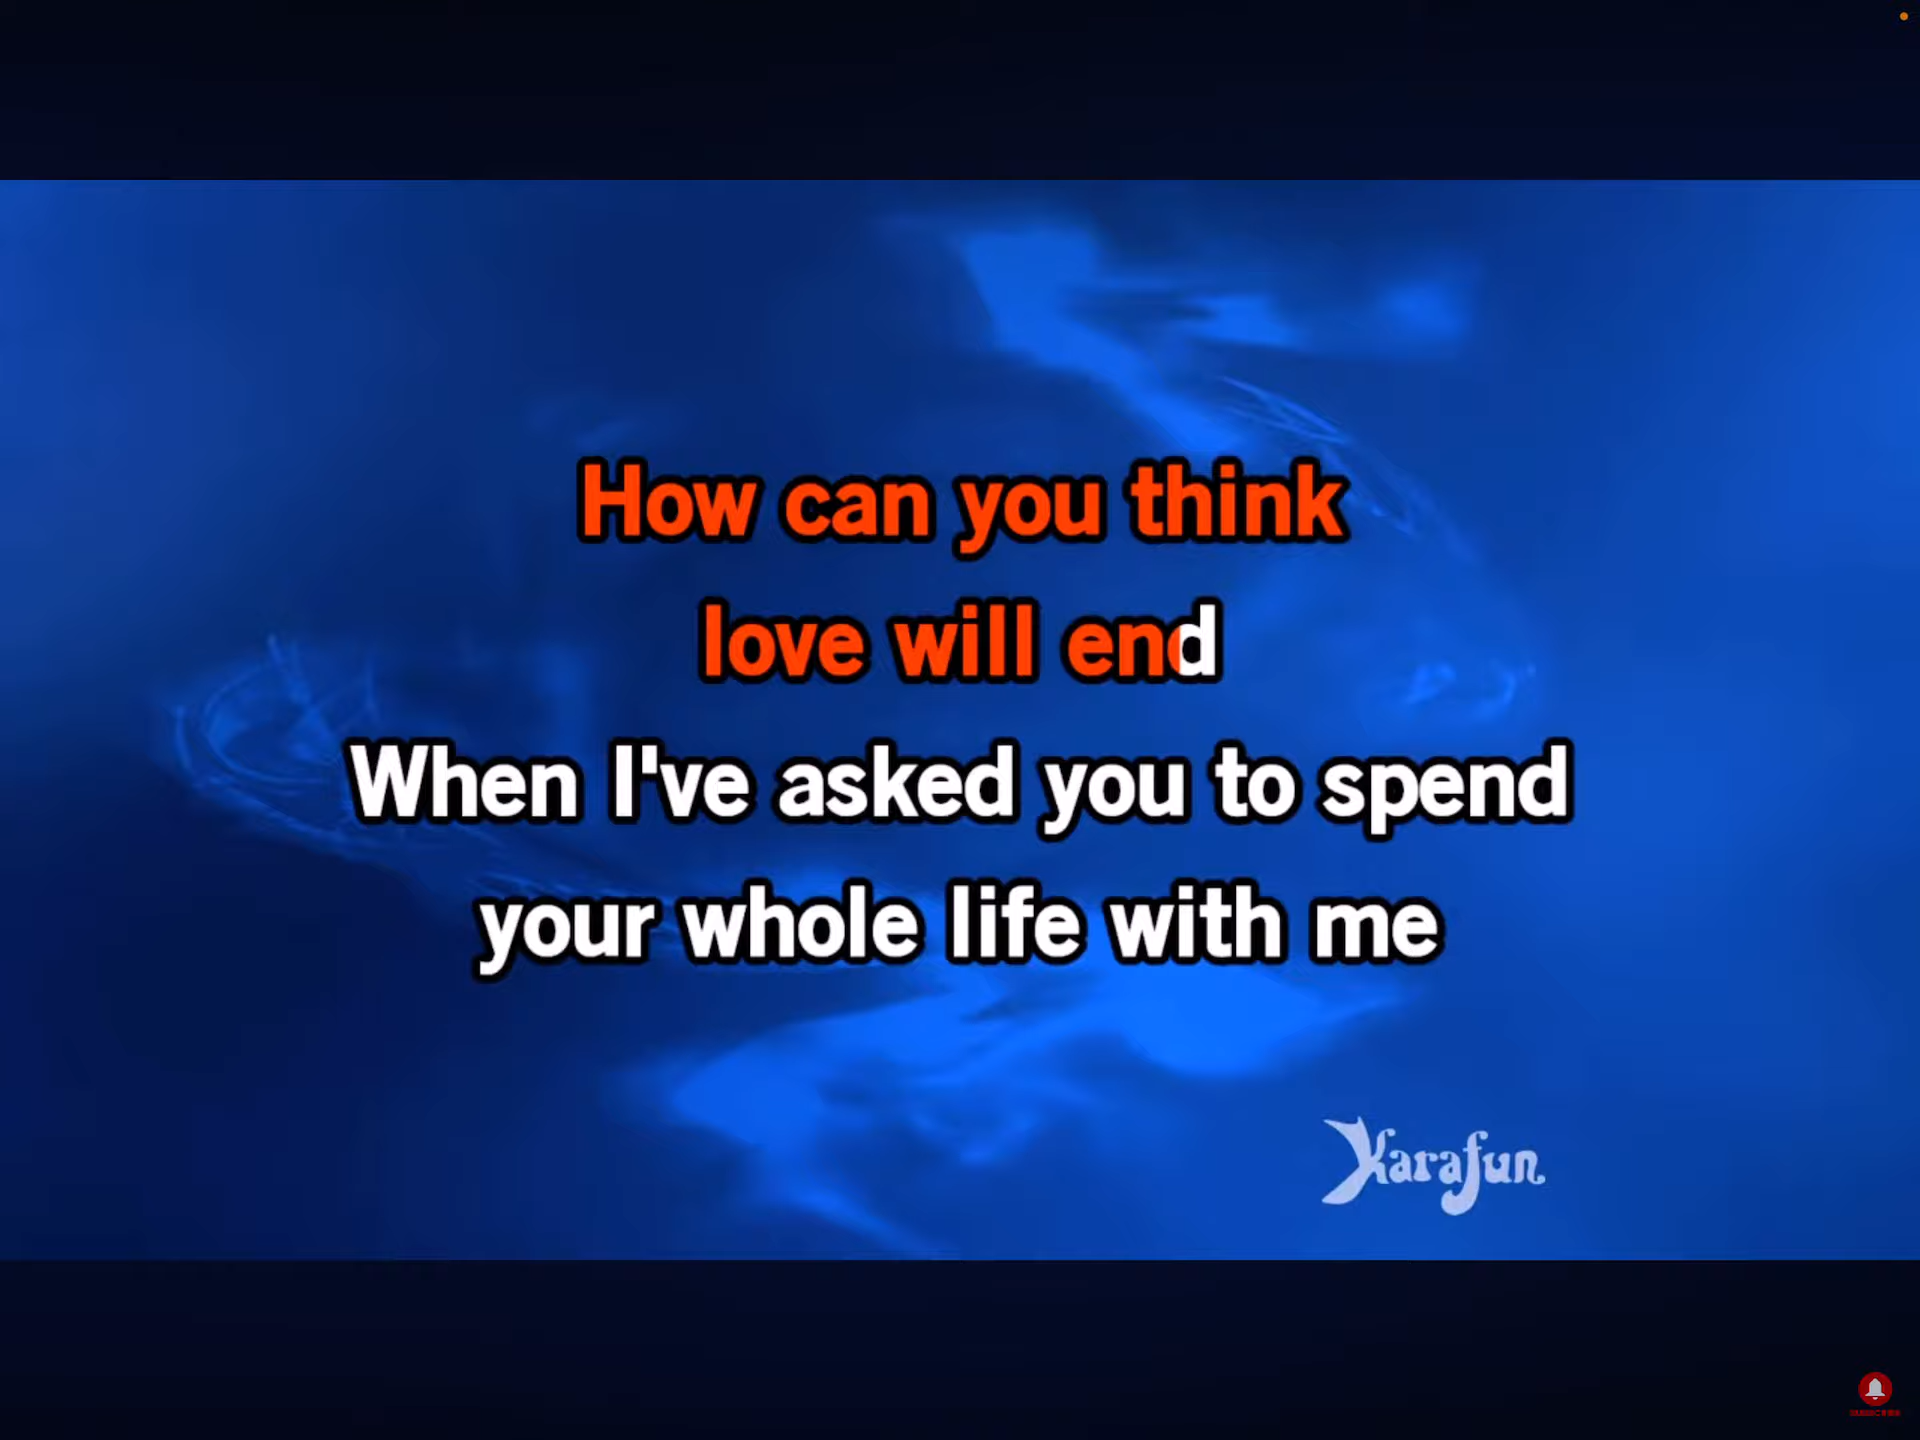 How can you think
love will end
When I've asked you to spend
your whole life with me
Karafun
SUBSCRIBE